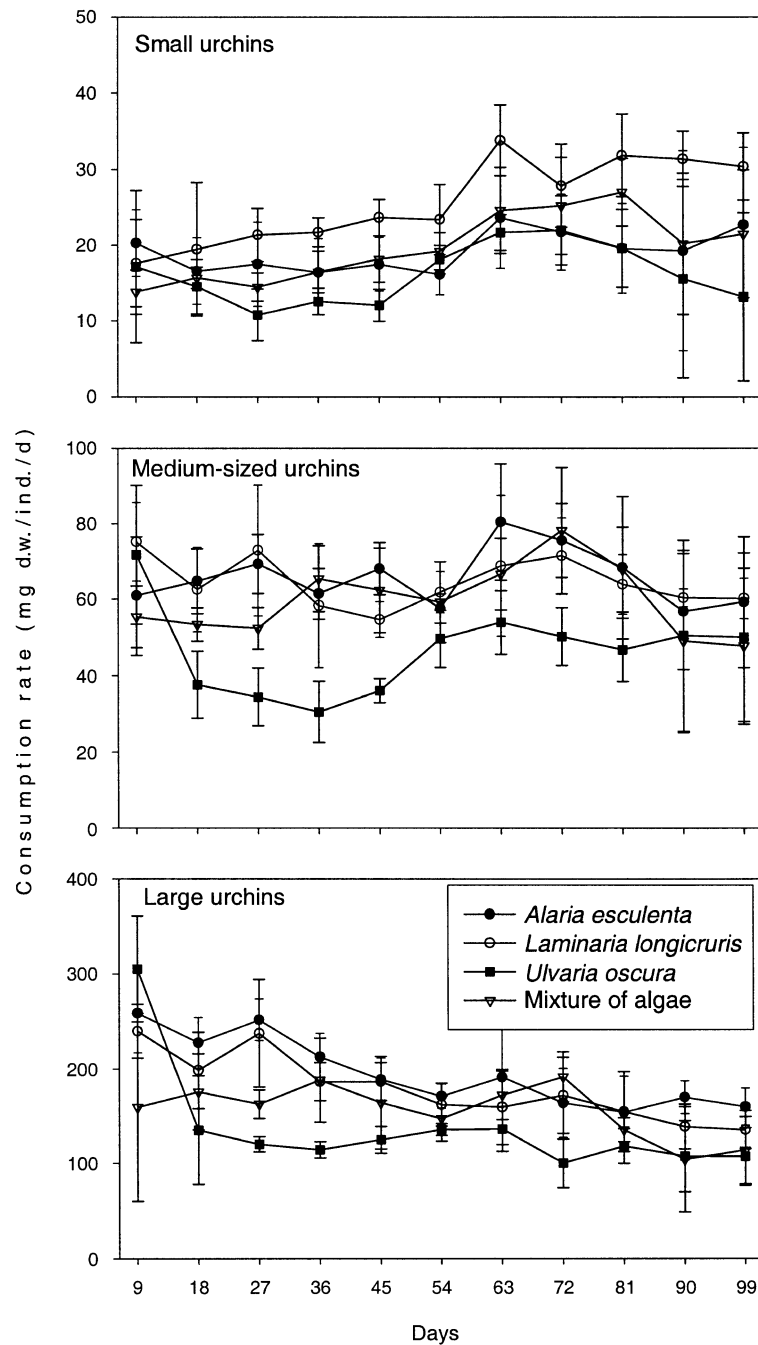 50
Small urchins
40
30
20
10
0
Consumption rate (mg d.w./ind./d)
100
Medium-sized urchins
80
60
40
20
0
400
Large urchins
Alaria esculenta
Laminaria longicruris
Ulvaria oscura
Mixture of algae
300
200
100
0
9 18 27 36 45 54 63 72 81 90 99
Days